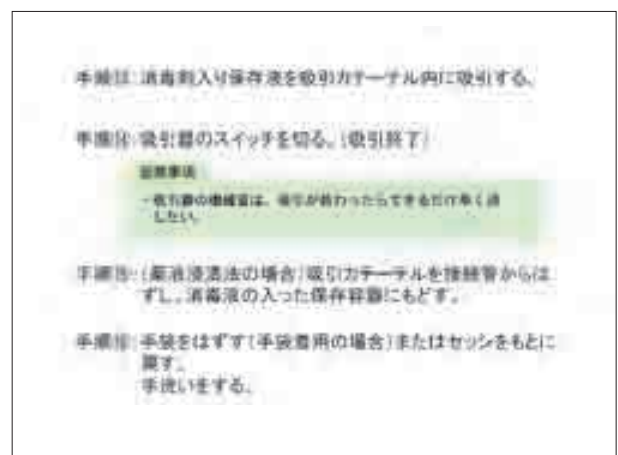 手順⑬:消毒剤入り保存液を吸引カテーテル内に吸引する。
手順⑭:吸引器のスイッチを切る。(吸引終了)
留意事項
・吸引器の機械音は、吸引が終わったらできるだけ早く消
したい。
手順⑮:(薬液浸漬法の場合)吸引カテーテルを接続管からは
ずし、消毒液の入った保存容器にもどす。
手順⑯:手袋をはずす(手袋着用の場合)またはセッシをもとに
戻す。
手洗いをする。